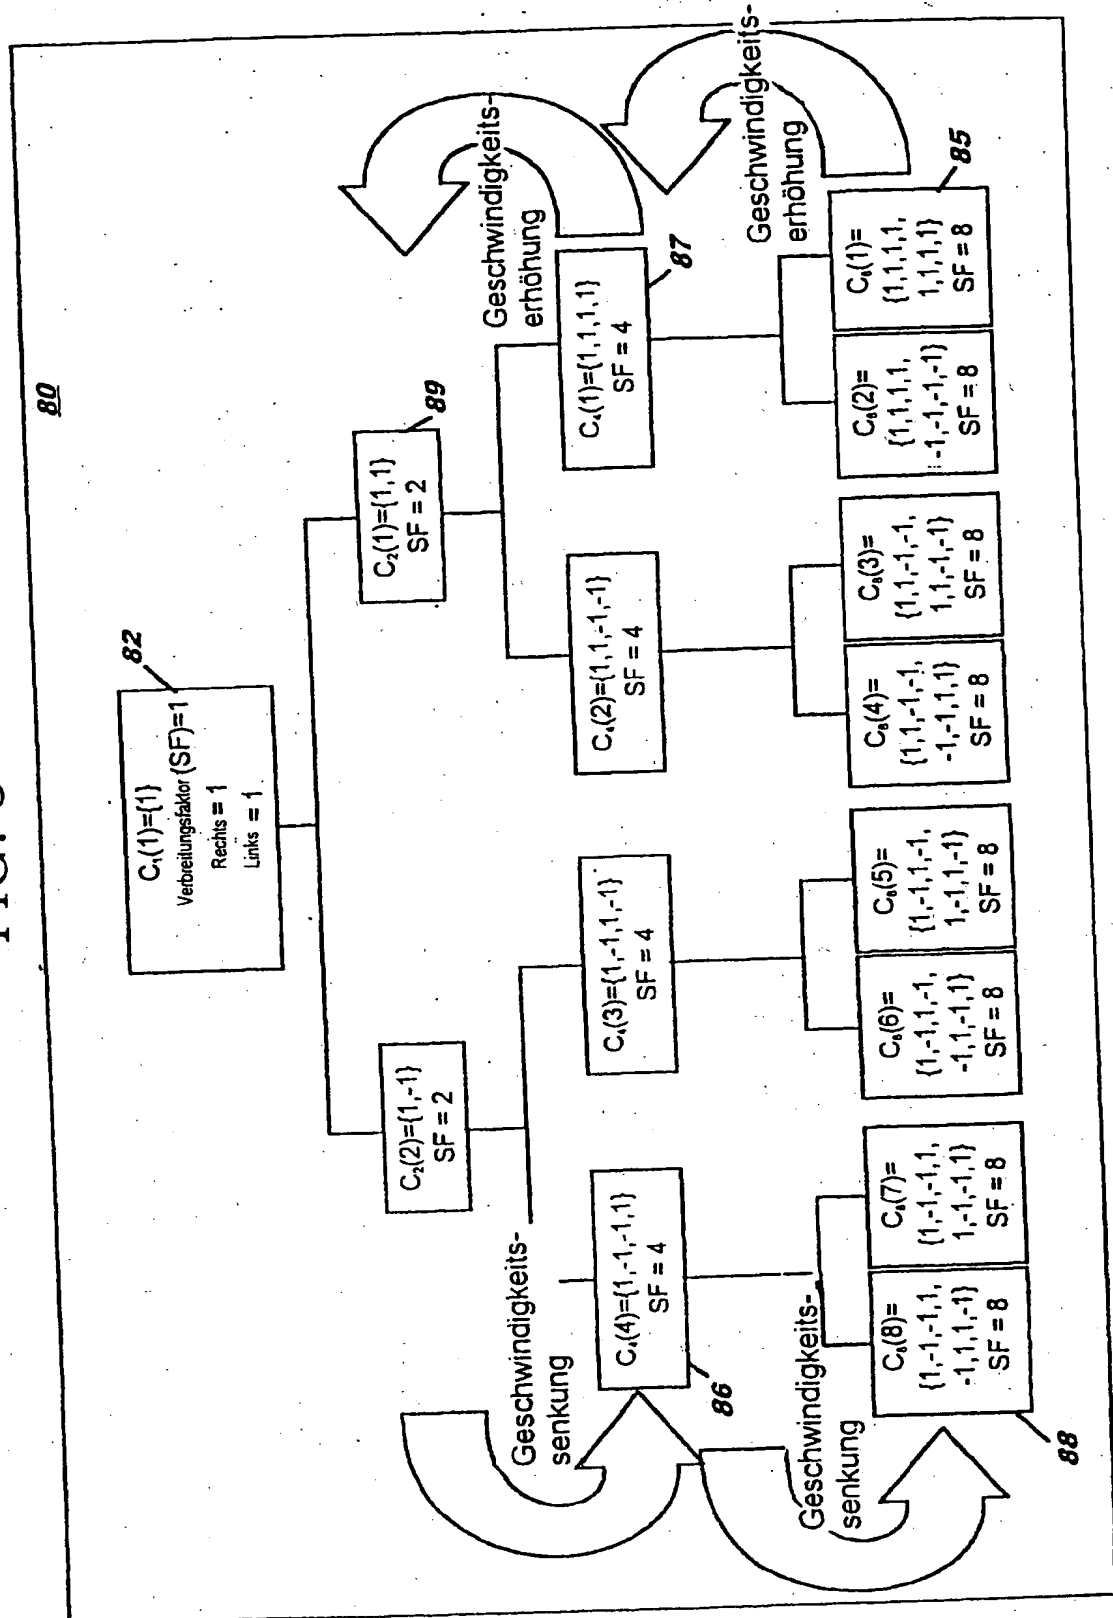 80
82
C₁(1)={1}
Verbreitungsfaktor (SF)=1
Rechts = 1
Links = 1
C₂(2)={1,-1}
SF = 2
C₂(1)={1,1}
SF = 2
89
Geschwindigkeits-
senkung
Geschwindigkeits-
erhöhung
C₄(4)={1,-1,-1,1}
SF = 4
86
C₄(3)={1,-1,1,-1}
SF = 4
C₄(2)={1,1,-1,-1}
SF = 4
C₄(1)={1,1,1,1}
SF = 4
87
Geschwindigkeits-
senkung
Geschwindigkeits-
erhöhung
C₈(8)=
{1,-1,-1,1,
-1,1,1,-1}
SF = 8
88
C₈(7)=
{1,-1,-1,1,
1,-1,-1,1}
SF = 8
C₈(6)=
{1,-1,1,-1,
-1,1,-1,1}
SF = 8
C₈(5)=
{1,-1,1,-1,
1,-1,1,-1}
SF = 8
C₈(4)=
{1,1,-1,-1,
-1,-1,1,1}
SF = 8
C₈(3)=
{1,1,-1,-1,
1,1,-1,-1}
SF = 8
C₈(2)=
{1,1,1,1,
-1,-1,-1,-1}
SF = 8
C₈(1)=
{1,1,1,1,
1,1,1,1}
SF = 8
85